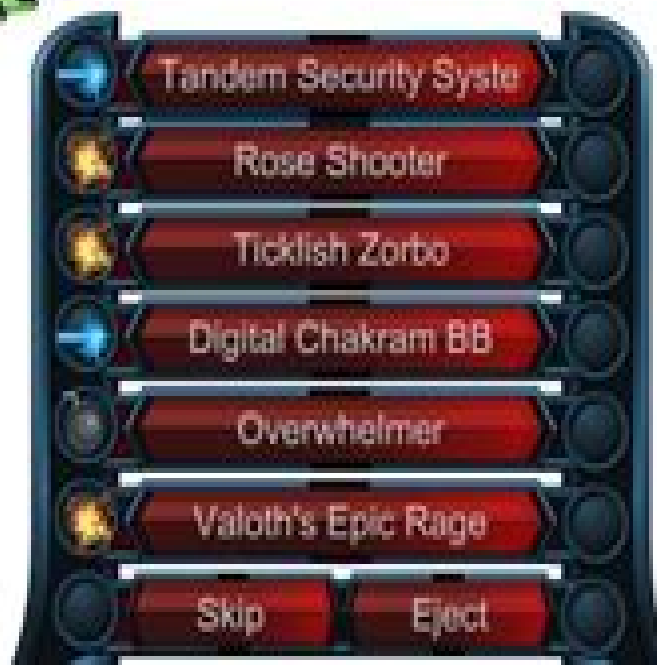 Tandem Security Syste
Rose Shooter
Ticklish Zorbo
Digital Chakram BB
Overwhelmer
Valoth's Epic Rage
Skip Eject